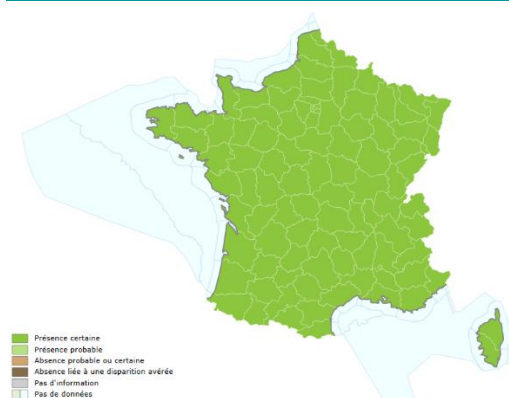 Présence certaine
Présence probable
Absence probable ou certaine
Absence liée à une disparition avérée
Pas d'information
Pas de données